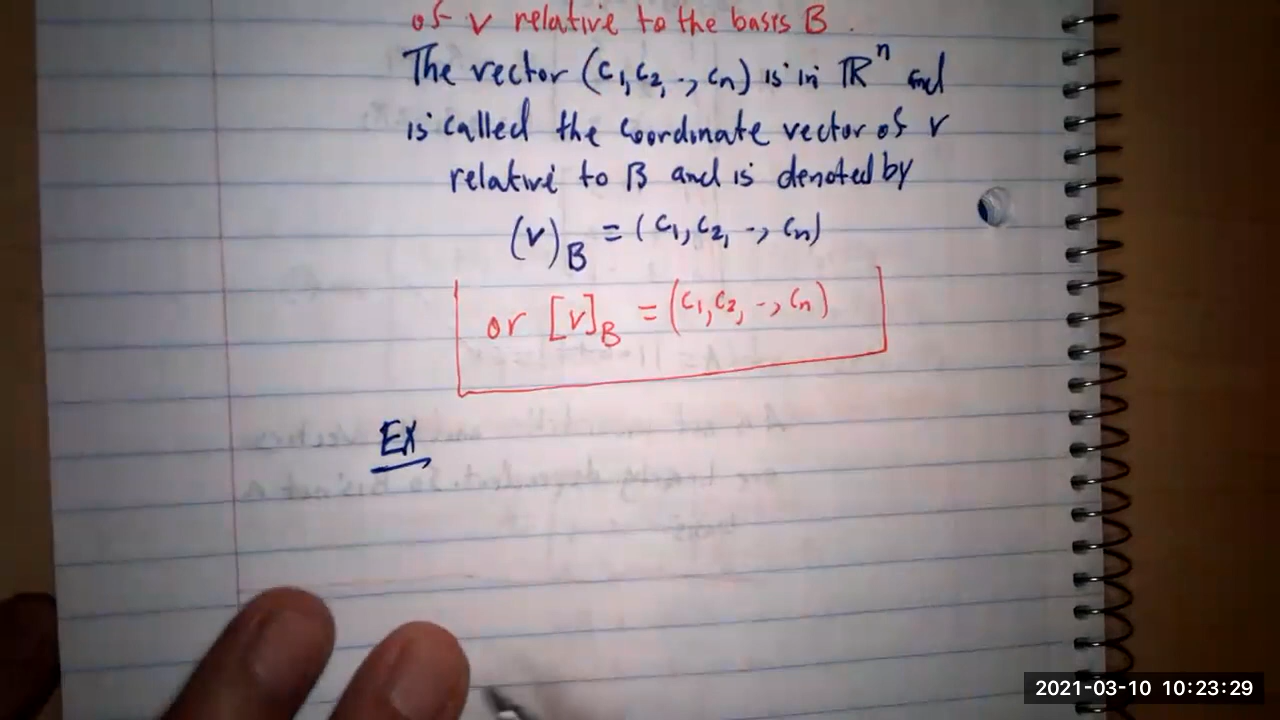 of v relative to the basis B.
The vector (c₁, c₂, .., cₙ) is in ℝⁿ and
is called the coordinate vector of v
relative to B and is denoted by
(v)_B = (c₁, c₂, .., cₙ)
or [v]_B = (c₁, c₂, .., cₙ)
Ex
2021-03-10 10:23:29